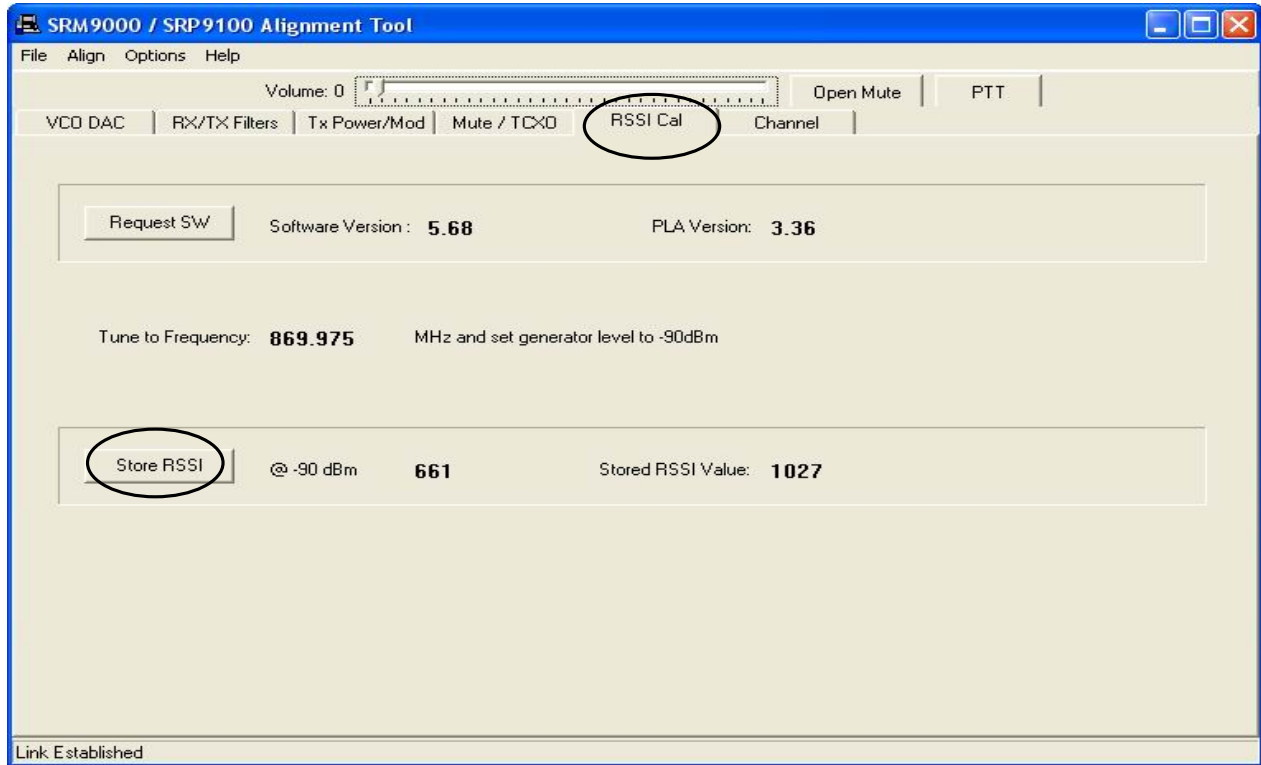 SRM9000 / SRP9100 Alignment Tool
File Align Options Help
Volume: 0 Open Mute PTT
VCO DAC RX/TX Filters Tx Power/Mod Mute / TCXO RSSI Cal Channel
Request SW Software Version : 5.68 PLA Version: 3.36
Tune to Frequency: 869.975 MHz and set generator level to -90dBm
Store RSSI @ -90 dBm 661 Stored RSSI Value: 1027
Link Established